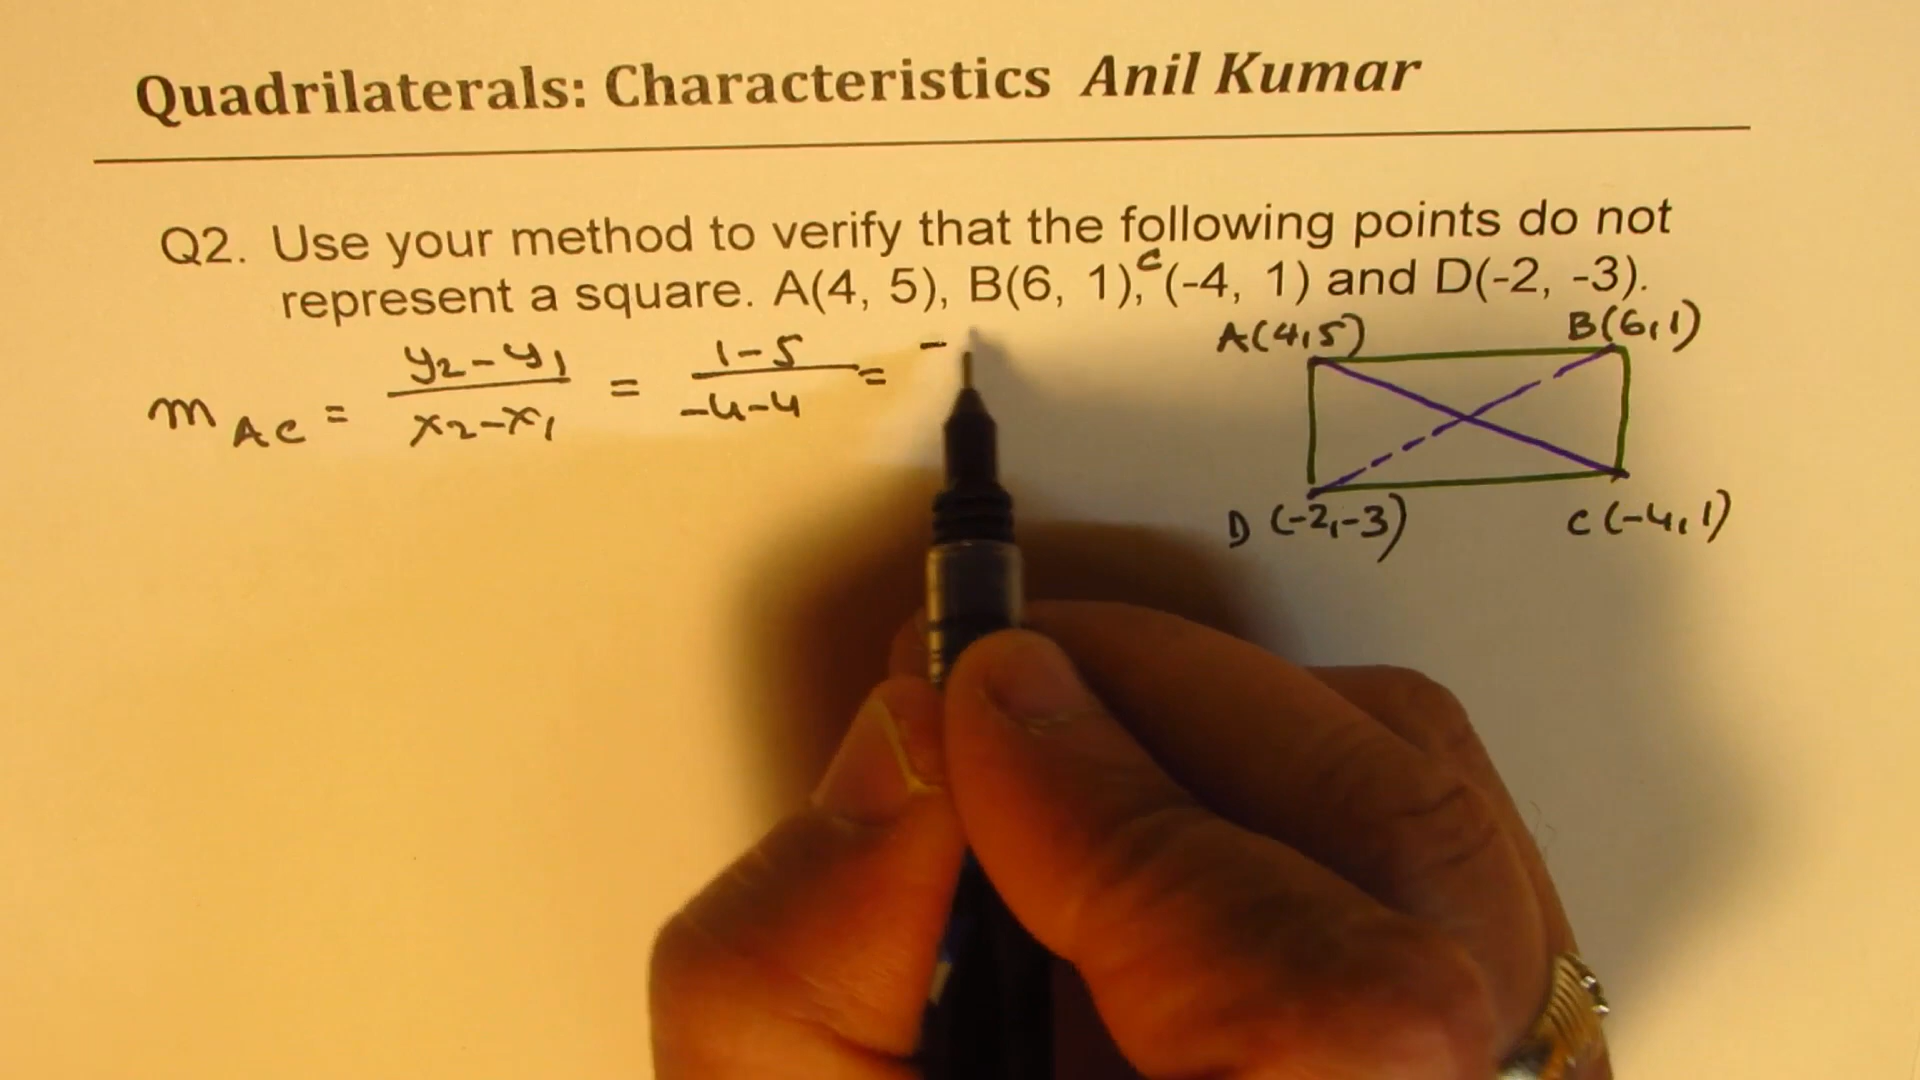 Quadrilaterals: Characteristics Anil Kumar
Q2. Use your method to verify that the following points do not
represent a square. A(4, 5), B(6, 1), C(-4, 1) and D(-2, -3).
A(4,5) B(6,1)
m AC = y2-y1 / x2-x1 = 1-5 / -4-4 = -
D (-2,-3) C (-4,1)